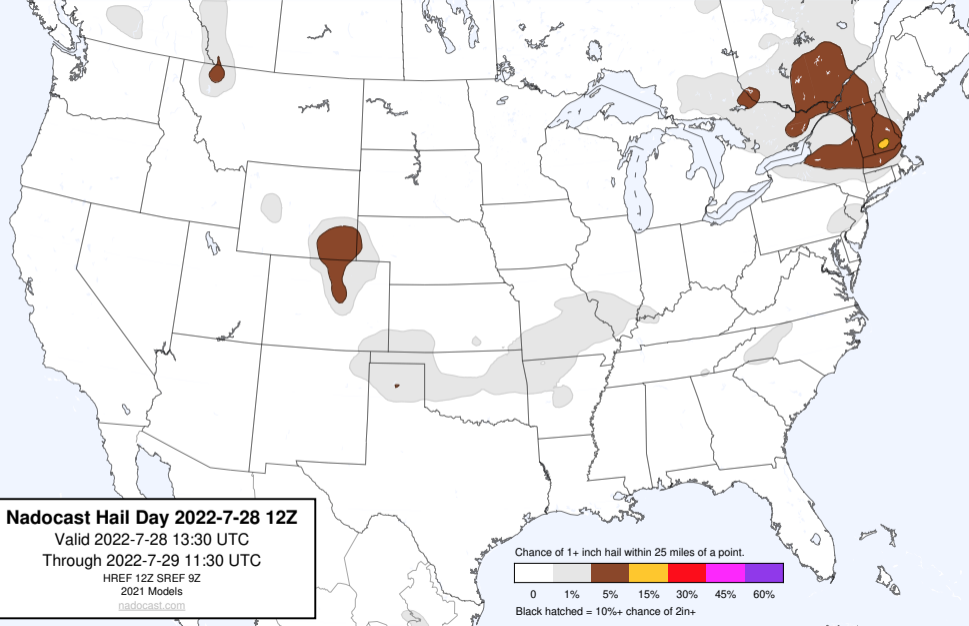 Nadocast Hail Day 2022-7-28 12Z
Valid 2022-7-28 13:30 UTC
Through 2022-7-29 11:30 UTC
HREF 12Z SREF 9Z
2021 Models
nadocast.com
Chance of 1+ inch hail within 25 miles of a point.
0 1% 5% 15% 30% 45% 60%
Black hatched = 10%+ chance of 2in+